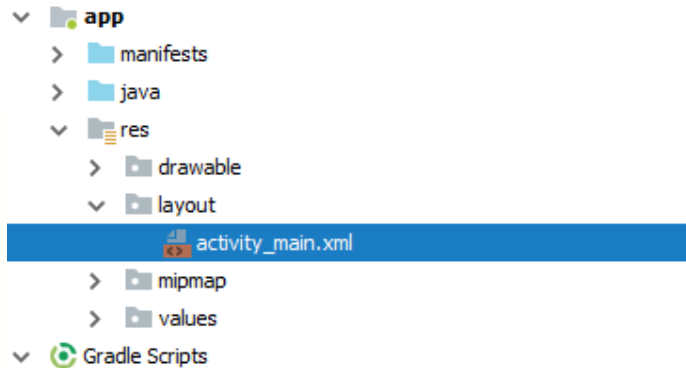 app
manifests
java
res
drawable
layout
activity_main.xml
mipmap
values
Gradle Scripts